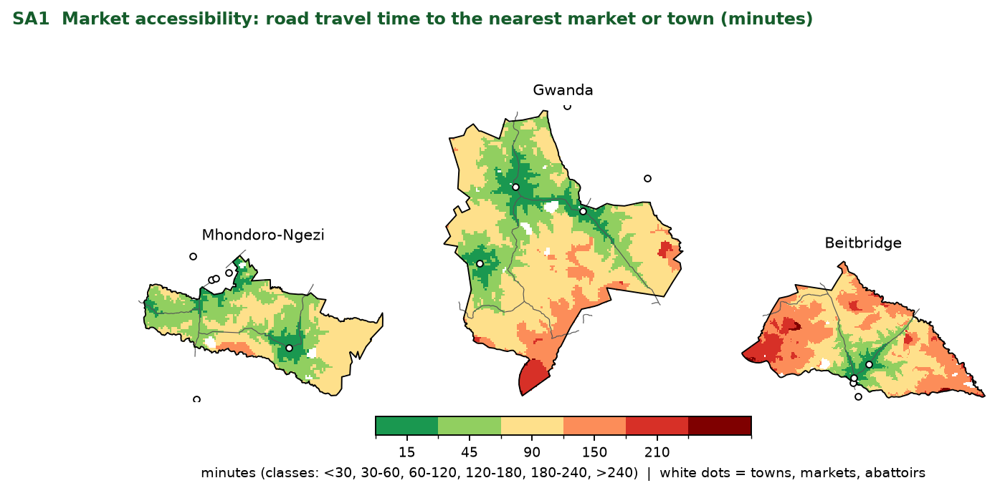 SA1 Market accessibility: road travel time to the nearest market or town (minutes)
Gwanda
Mhondoro-Ngezi
Beitbridge
15 45 90 150 210
minutes (classes: <30, 30-60, 60-120, 120-180, 180-240, >240) | white dots = towns, markets, abattoirs